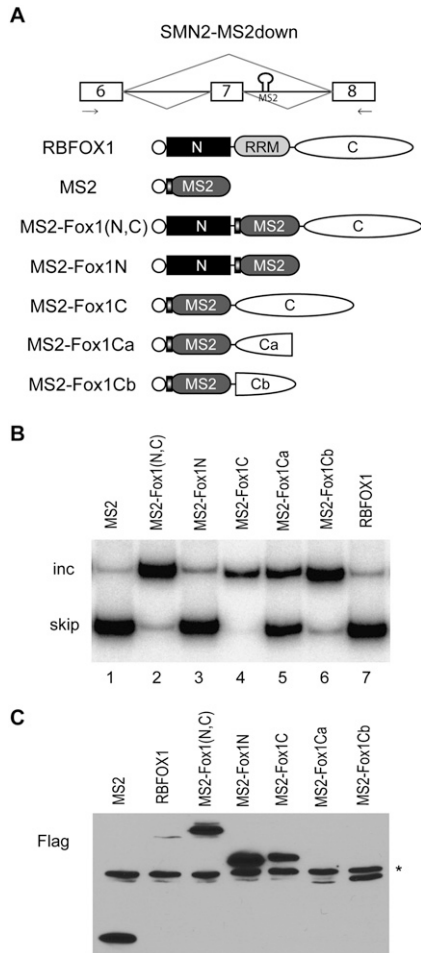 A
SMN2-MS2down
6 7 8
MS2
RBFOX1 N RRM C
MS2 MS2
MS2-Fox1(N,C) N MS2 C
MS2-Fox1N N MS2
MS2-Fox1C MS2 C
MS2-Fox1Ca MS2 Ca
MS2-Fox1Cb MS2 Cb
B
MS2 MS2-Fox1(N,C) MS2-Fox1N MS2-Fox1C MS2-Fox1Ca MS2-Fox1Cb RBFOX1
inc
skip
1 2 3 4 5 6 7
C
MS2 RBFOX1 MS2-Fox1(N,C) MS2-Fox1N MS2-Fox1C MS2-Fox1Ca MS2-Fox1Cb
Flag
*